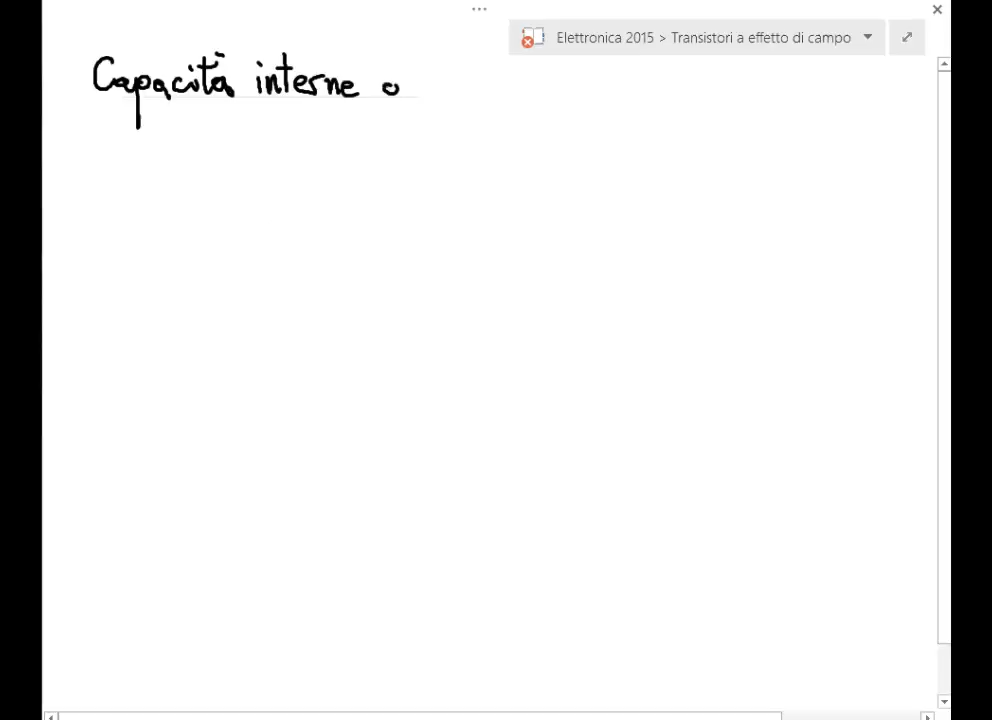 Elettronica 2015 > Transistori a effetto di campo
Capacità interne o